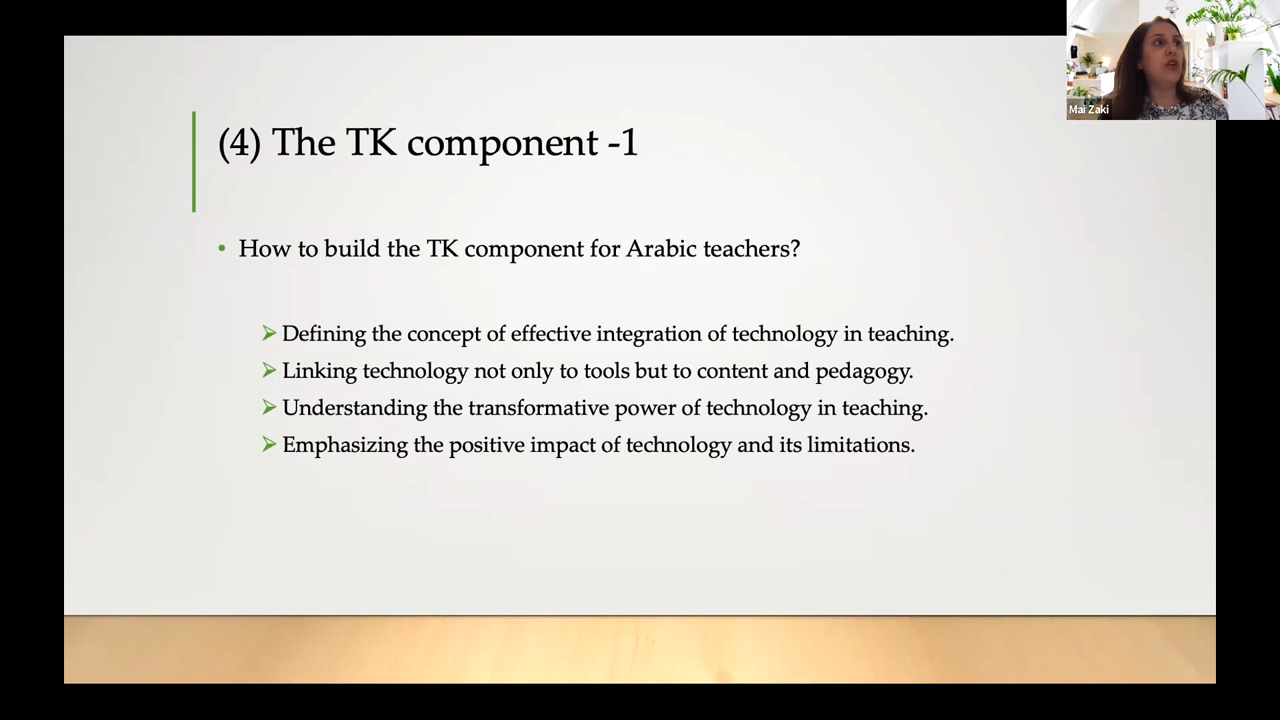 Mai Zaki
(4) The TK component -1
• How to build the TK component for Arabic teachers?
➢ Defining the concept of effective integration of technology in teaching.
➢ Linking technology not only to tools but to content and pedagogy.
➢ Understanding the transformative power of technology in teaching.
➢ Emphasizing the positive impact of technology and its limitations.